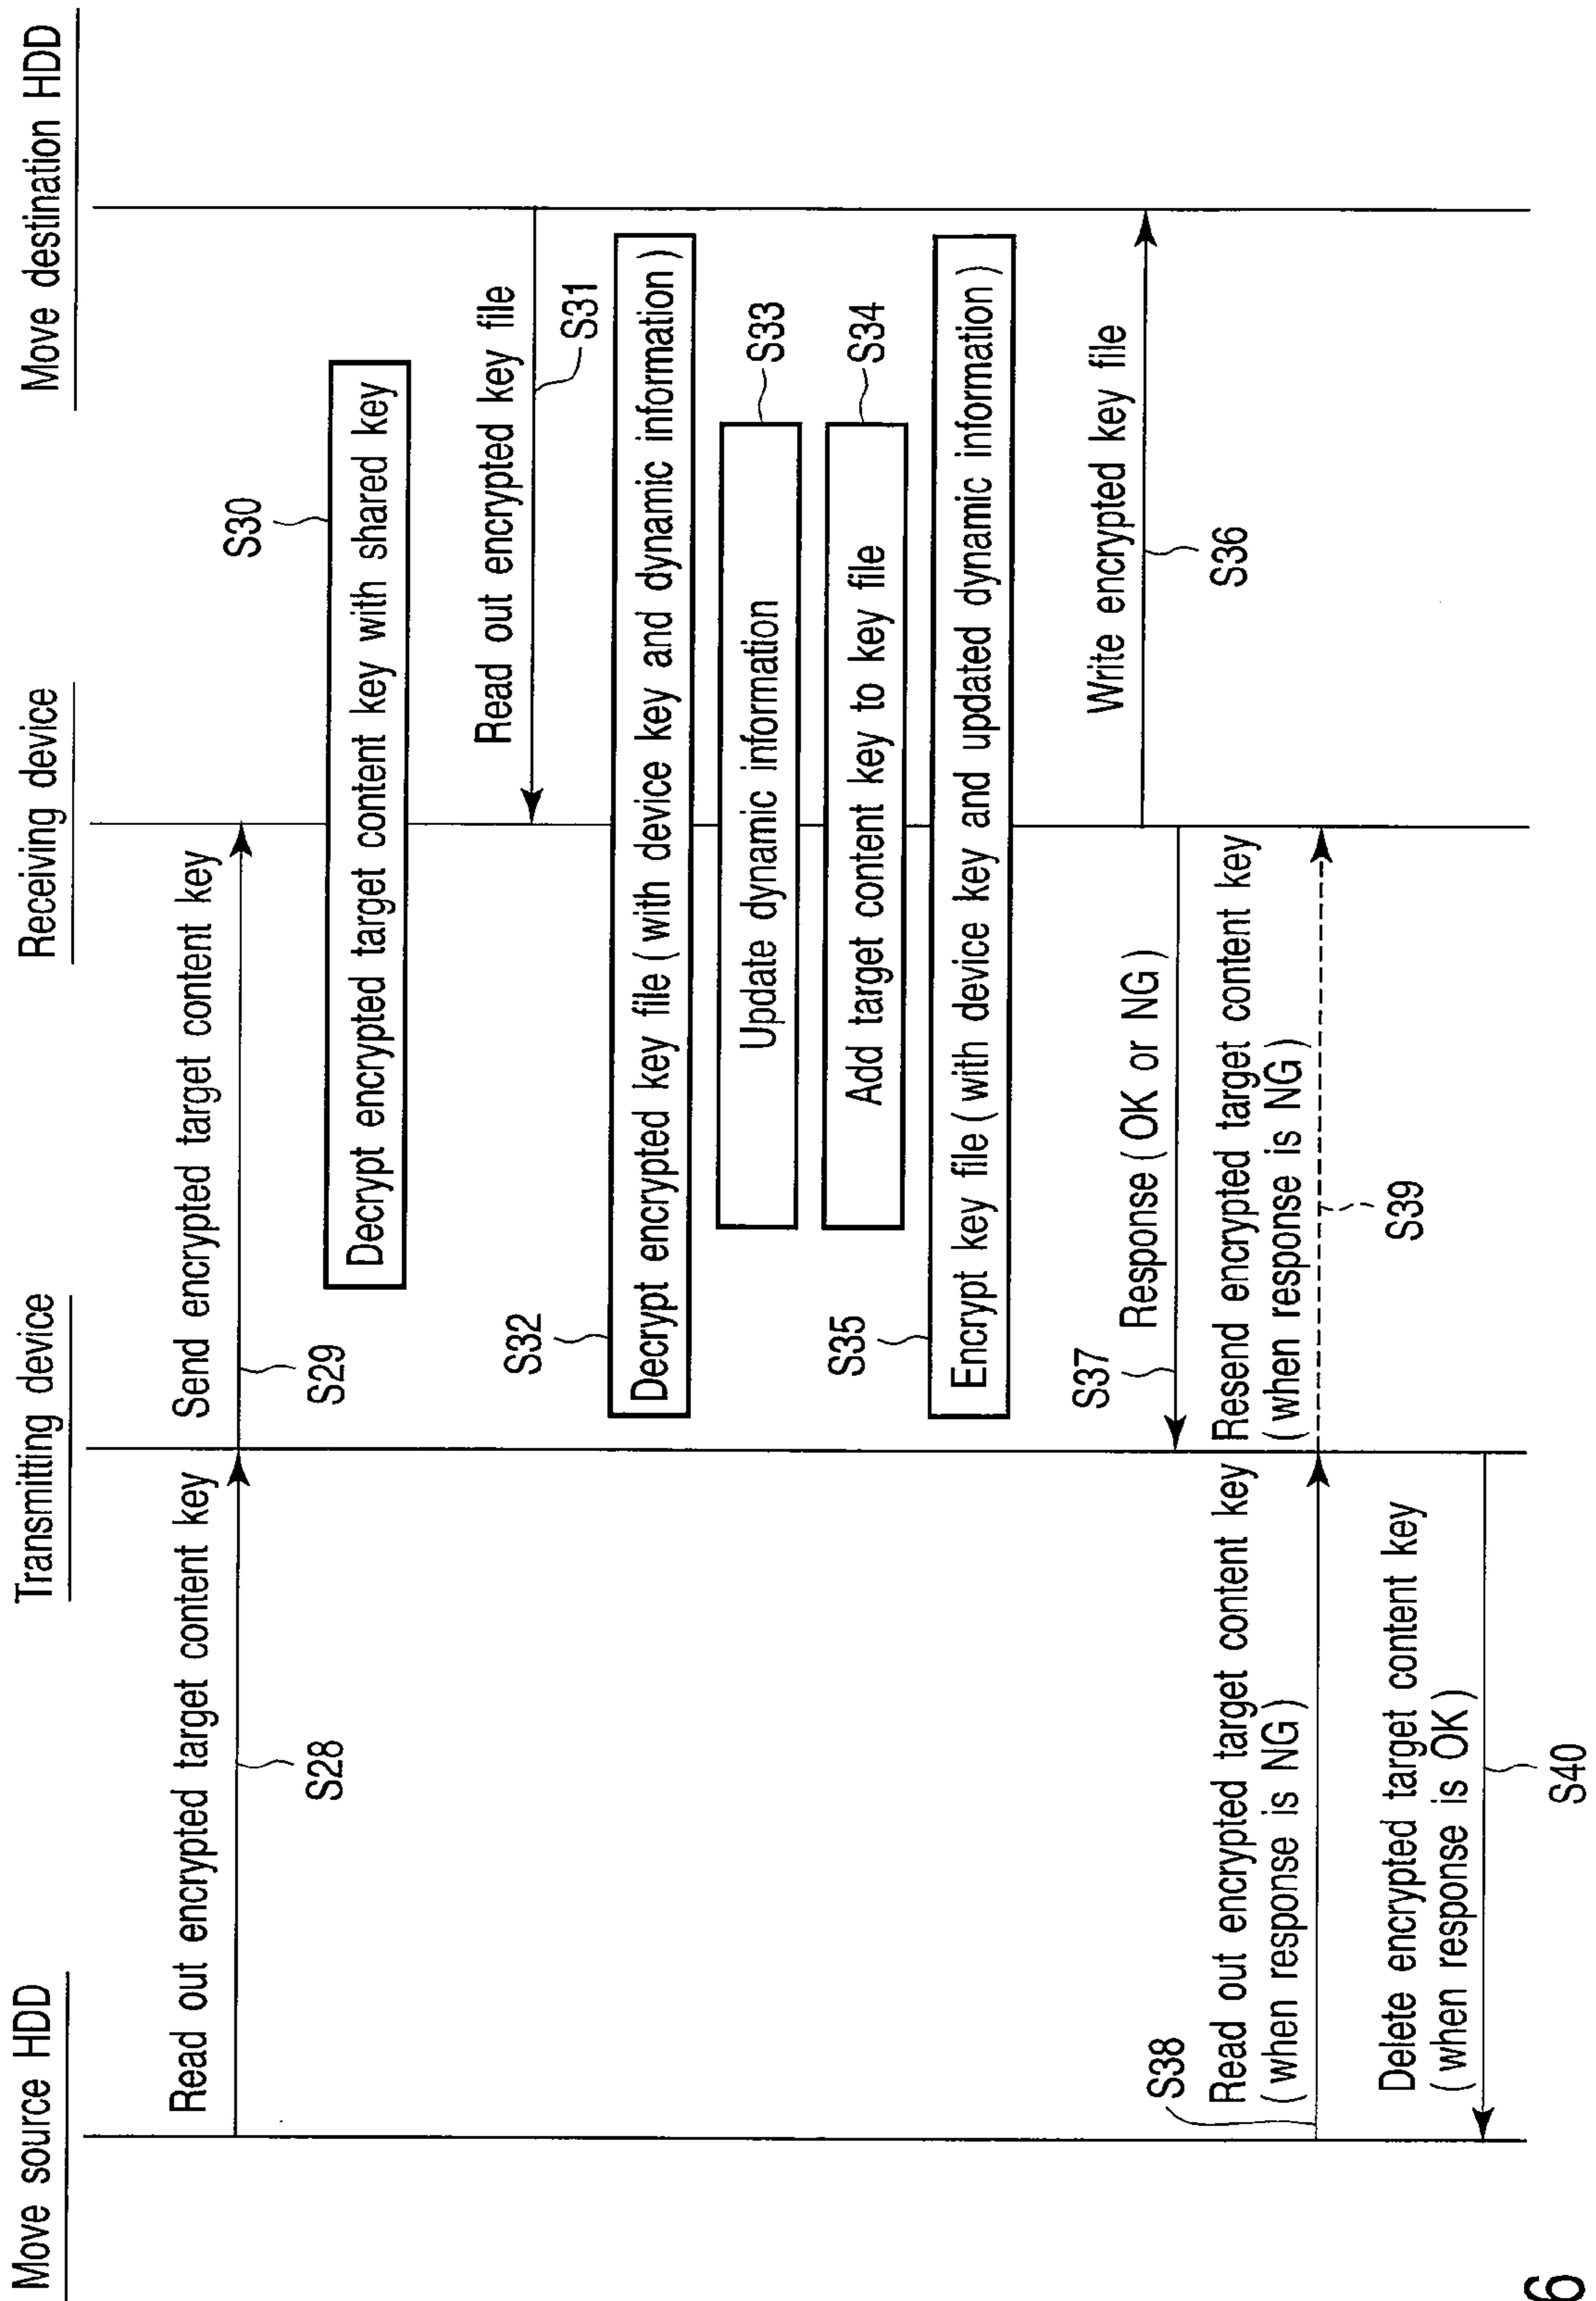 Move source HDD
Transmitting device
Receiving device
Move destination HDD
Read out encrypted target content key
S28
Send encrypted target content key
S29
S30
Decrypt encrypted target content key with shared key
Read out encrypted key file
S31
S32
Decrypt encrypted key file ( with device key and dynamic information )
Update dynamic information
S33
Add target content key to key file
S34
S35
Encrypt key file ( with device key and updated dynamic information )
Write encrypted key file
S36
Response ( OK or NG )
S37
S38
Read out encrypted target content key
( when response is NG )
Resend encrypted target content key
( when response is NG )
S39
Delete encrypted target content key
( when response is OK )
S40
6